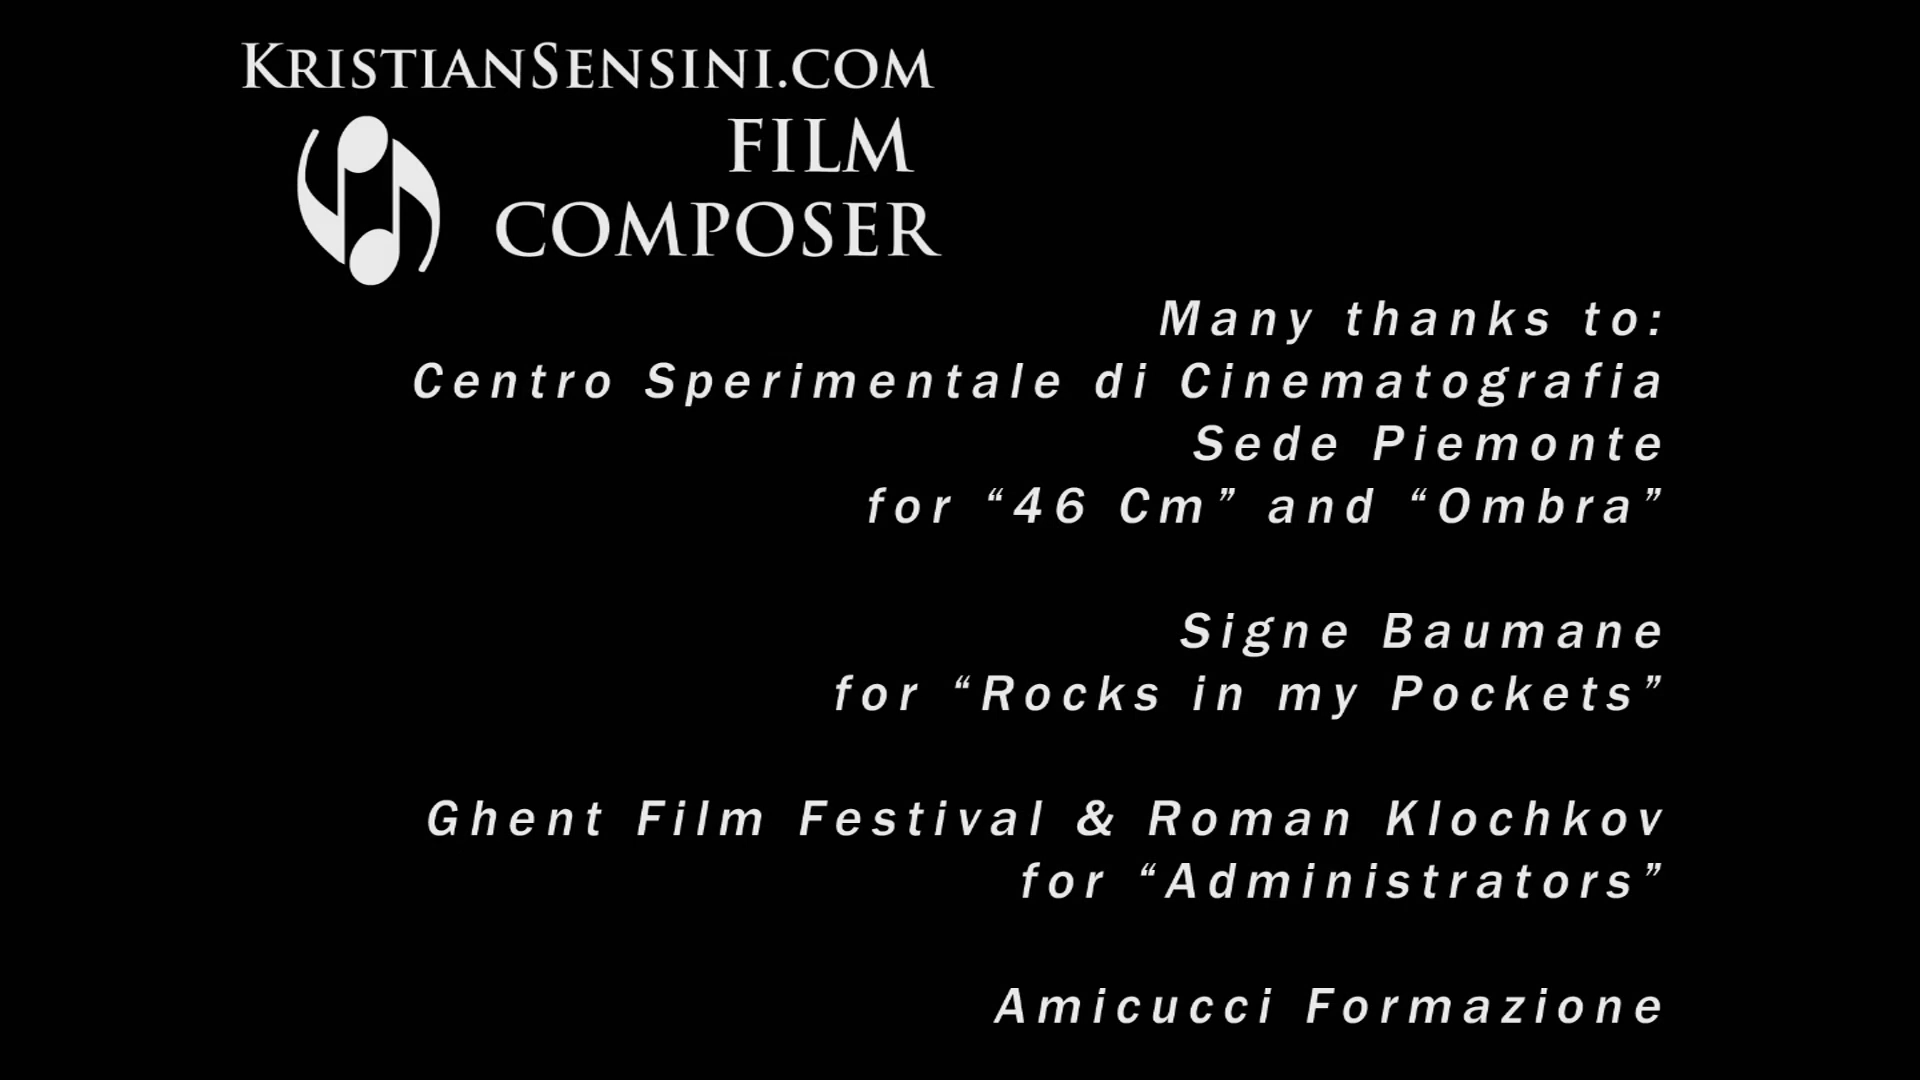 KristianSensini.com
FILM
COMPOSER
Many thanks to:
Centro Sperimentale di Cinematografia
Sede Piemonte
for “46 Cm” and “Ombra”
Signe Baumane
for “Rocks in my Pockets”
Ghent Film Festival & Roman Klochkov
for “Administrators”
Amicucci Formazione